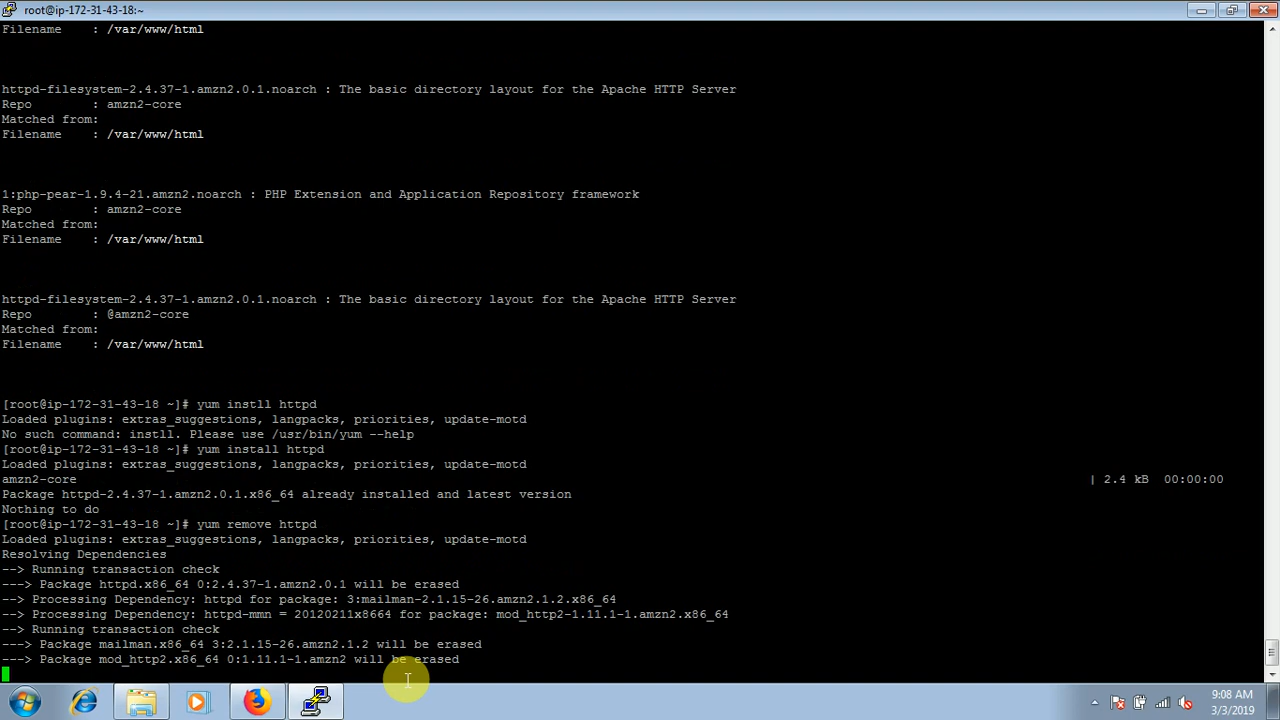 root@ip-172-31-43-18:~
Filename    : /var/www/html
httpd-filesystem-2.4.37-1.amzn2.0.1.noarch : The basic directory layout for the Apache HTTP Server
Repo        : amzn2-core
Matched from:
Filename    : /var/www/html
1:php-pear-1.9.4-21.amzn2.noarch : PHP Extension and Application Repository framework
Repo        : amzn2-core
Matched from:
Filename    : /var/www/html
httpd-filesystem-2.4.37-1.amzn2.0.1.noarch : The basic directory layout for the Apache HTTP Server
Repo        : @amzn2-core
Matched from:
Filename    : /var/www/html
[root@ip-172-31-43-18 ~]# yum instll httpd
Loaded plugins: extras_suggestions, langpacks, priorities, update-motd
No such command: instll. Please use /usr/bin/yum --help
[root@ip-172-31-43-18 ~]# yum install httpd
Loaded plugins: extras_suggestions, langpacks, priorities, update-motd
amzn2-core | 2.4 kB  00:00:00
Package httpd-2.4.37-1.amzn2.0.1.x86_64 already installed and latest version
Nothing to do
[root@ip-172-31-43-18 ~]# yum remove httpd
Loaded plugins: extras_suggestions, langpacks, priorities, update-motd
Resolving Dependencies
--> Running transaction check
---> Package httpd.x86_64 0:2.4.37-1.amzn2.0.1 will be erased
--> Processing Dependency: httpd for package: 3:mailman-2.1.15-26.amzn2.1.2.x86_64
--> Processing Dependency: httpd-mmn = 20120211x8664 for package: mod_http2-1.11.1-1.amzn2.x86_64
--> Running transaction check
---> Package mailman.x86_64 3:2.1.15-26.amzn2.1.2 will be erased
---> Package mod_http2.x86_64 0:1.11.1-1.amzn2 will be erased
9:08 AM
3/3/2019